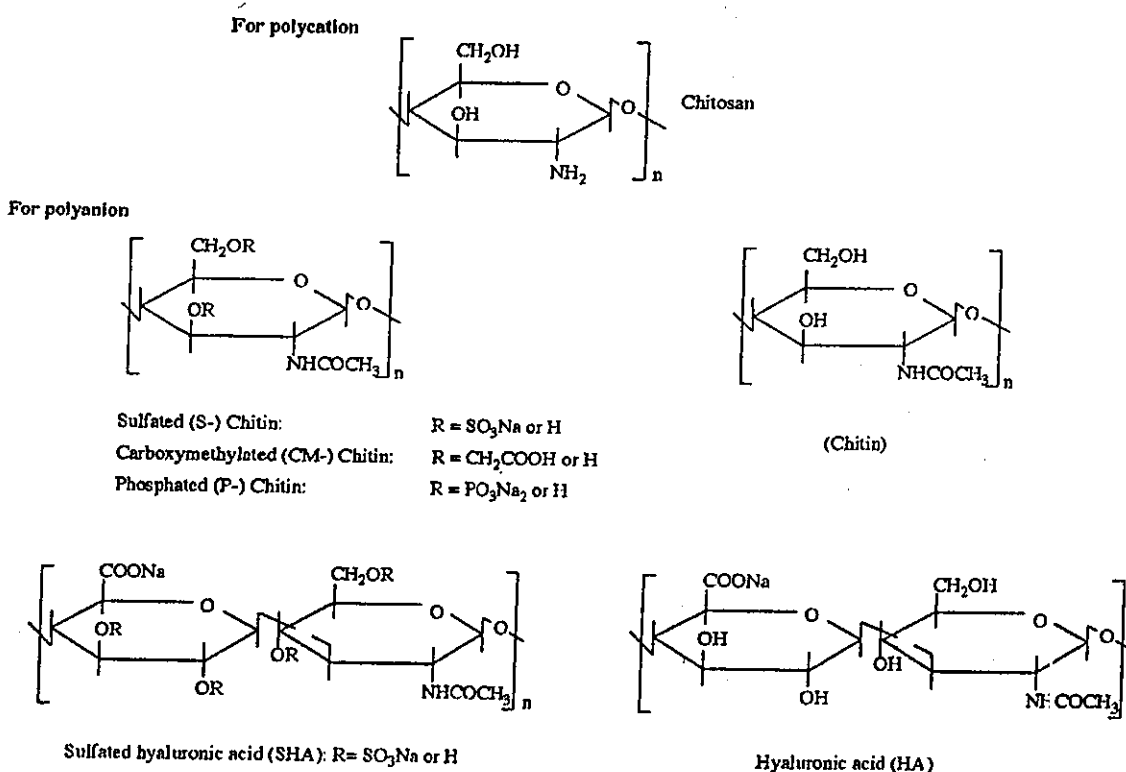 For polycation
CH₂OH
O
OH
O
Chitosan
NH₂
n
For polyanion
CH₂OR
O
OR
O
NHCOCH₃
n
CH₂OH
O
OH
O
NHCOCH₃
n
Sulfated (S-) Chitin: R = SO₃Na or H
Carboxymethylated (CM-) Chitin: R = CH₂COOH or H
Phosphated (P-) Chitin: R = PO₃Na₂ or H
(Chitin)
COONa
CH₂OR
O
O
OR
OR
O
OR
NHCOCH₃
n
COONa
CH₂OH
O
O
OH
OH
O
OH
NHCOCH₃
n
Sulfated hyaluronic acid (SHA): R= SO₃Na or H
Hyaluronic acid (HA)